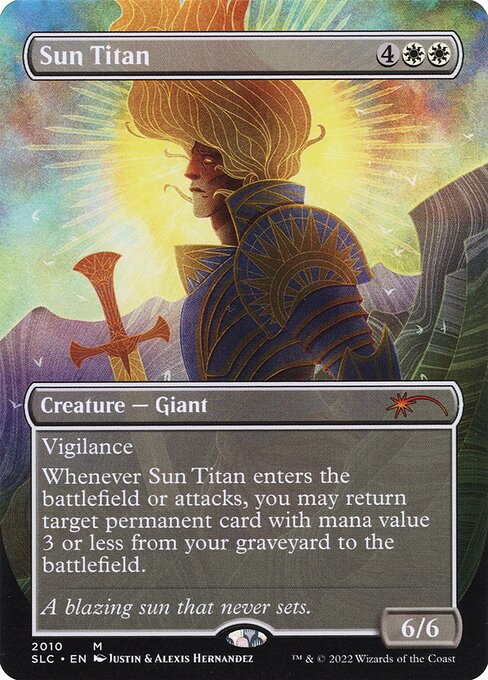 Sun Titan 4
Creature — Giant
Vigilance
Whenever Sun Titan enters the
battlefield or attacks, you may return
target permanent card with mana value
3 or less from your graveyard to the
battlefield.
A blazing sun that never sets.
6/6
2010 M
SLC • EN Justin & Alexis Hernandez
™ & © 2022 Wizards of the Coast